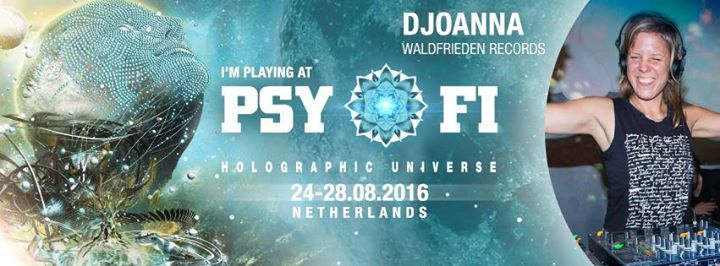 DJOANNA
WALDFRIEDEN RECORDS
I'M PLAYING AT
PSY FI
HOLOGRAPHIC UNIVERSE
24-28.08.2016
NETHERLANDS